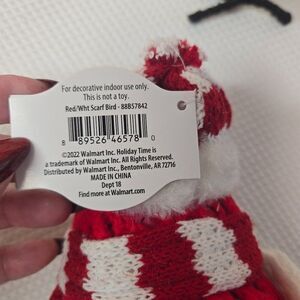 For decorative indoor use only.
This is not a toy.
Red/Wht Scarf Bird - 88B57842
8 89526 46578 0
©2022 Walmart Inc. Holiday Time is
a trademark of Walmart Inc. All Rights Reserved.
Distributed by Walmart Inc., Bentonville, AR 72716
MADE IN CHINA
Dept 18
Find more at Walmart.com